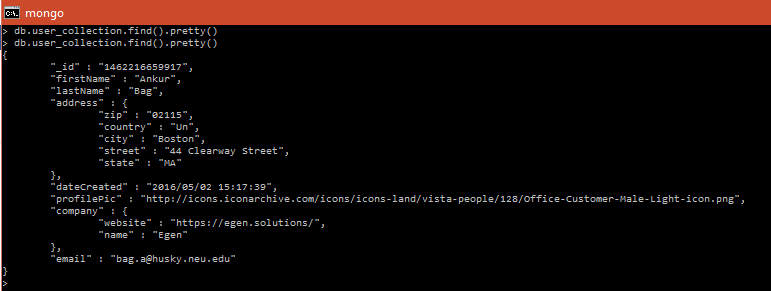 C:\. mongo
> db.user_collection.find().pretty()
> db.user_collection.find().pretty()
{
        "_id" : "1462216659917",
        "firstName" : "Ankur",
        "lastName" : "Bag",
        "address" : {
                "zip" : "02115",
                "country" : "Un",
                "city" : "Boston",
                "street" : "44 Clearway Street",
                "state" : "MA"
        },
        "dateCreated" : "2016/05/02 15:17:39",
        "profilePic" : "http://icons.iconarchive.com/icons/icons-land/vista-people/128/Office-Customer-Male-Light-icon.png",
        "company" : {
                "website" : "https://egen.solutions/",
                "name" : "Egen"
        },
        "email" : "bag.a@husky.neu.edu"
}
>